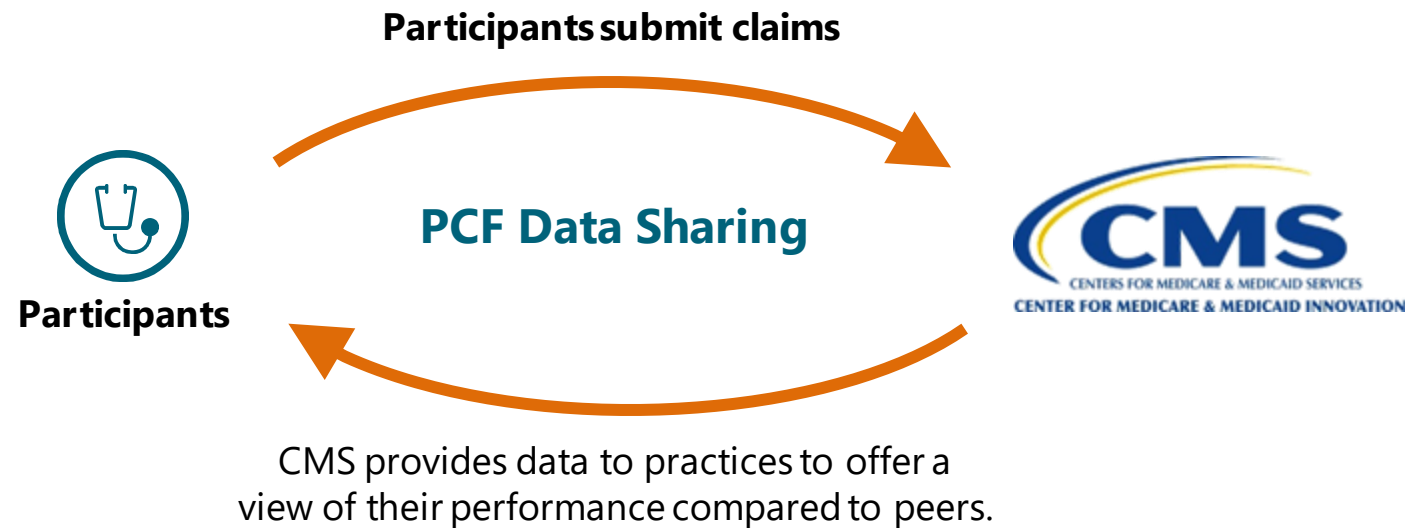 Participants submit claims
PCF Data Sharing
Participants
CMS
CENTERS FOR MEDICARE & MEDICAID SERVICES
CENTER FOR MEDICARE & MEDICAID INNOVATION
CMS provides data to practices to offer a
view of their performance compared to peers.